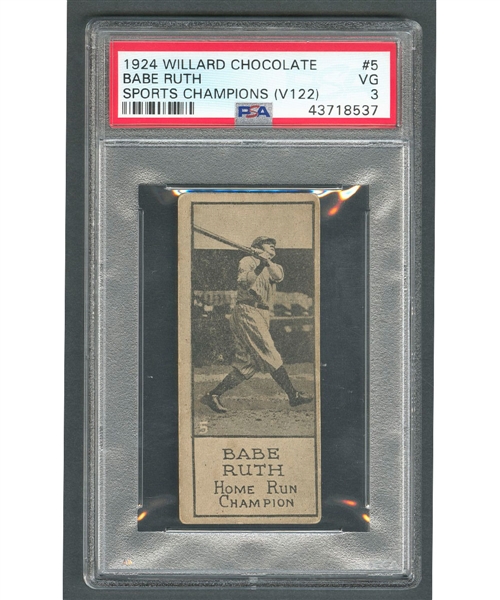 1924 WILLARD CHOCOLATE #5
BABE RUTH VG
SPORTS CHAMPIONS (V122) 3
PSA 43718537
5
BABE
RUTH
HOME RUN
CHAMPION